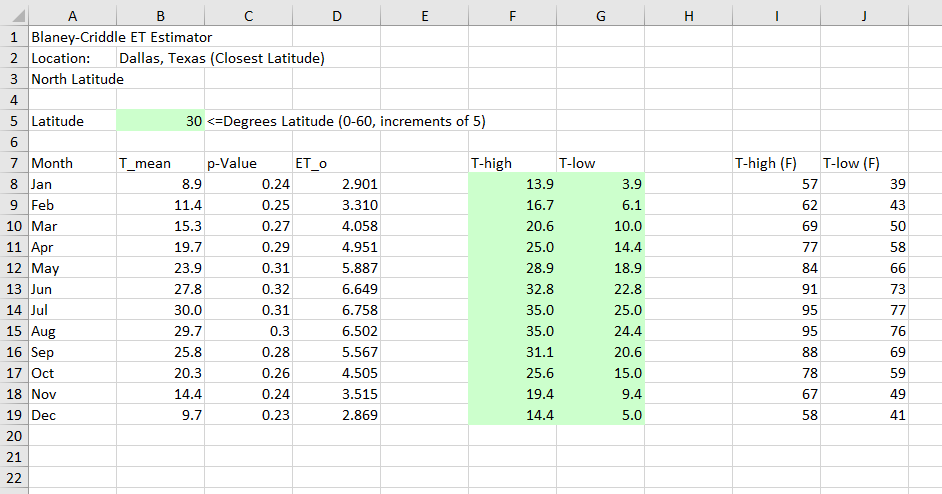 A B C D E F G H I J
1 Blaney-Criddle ET Estimator
2 Location: Dallas, Texas (Closest Latitude)
3 North Latitude
4
5 Latitude 30 <=Degrees Latitude (0-60, increments of 5)
6
7 Month T_mean p-Value ET_o T-high T-low T-high (F) T-low (F)
8 Jan 8.9 0.24 2.901 13.9 3.9 57 39
9 Feb 11.4 0.25 3.310 16.7 6.1 62 43
10 Mar 15.3 0.27 4.058 20.6 10.0 69 50
11 Apr 19.7 0.29 4.951 25.0 14.4 77 58
12 May 23.9 0.31 5.887 28.9 18.9 84 66
13 Jun 27.8 0.32 6.649 32.8 22.8 91 73
14 Jul 30.0 0.31 6.758 35.0 25.0 95 77
15 Aug 29.7 0.3 6.502 35.0 24.4 95 76
16 Sep 25.8 0.28 5.567 31.1 20.6 88 69
17 Oct 20.3 0.26 4.505 25.6 15.0 78 59
18 Nov 14.4 0.24 3.515 19.4 9.4 67 49
19 Dec 9.7 0.23 2.869 14.4 5.0 58 41
20
21
22